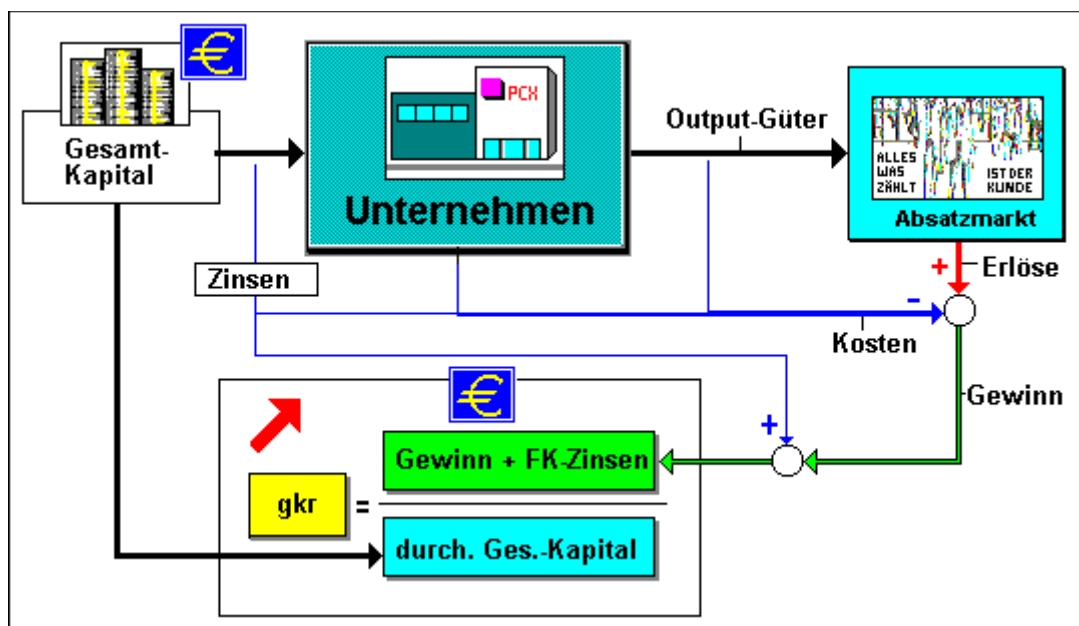 €
Gesamt-
Kapital
PCX
Unternehmen
Output-Güter
ALLES
WAS
ZÄHLT
IST DER
KUNDE
Absatzmarkt
Zinsen
+
Erlöse
-
Kosten
Gewinn
€
+
Gewinn + FK-Zinsen
gkr
=
durch. Ges.-Kapital